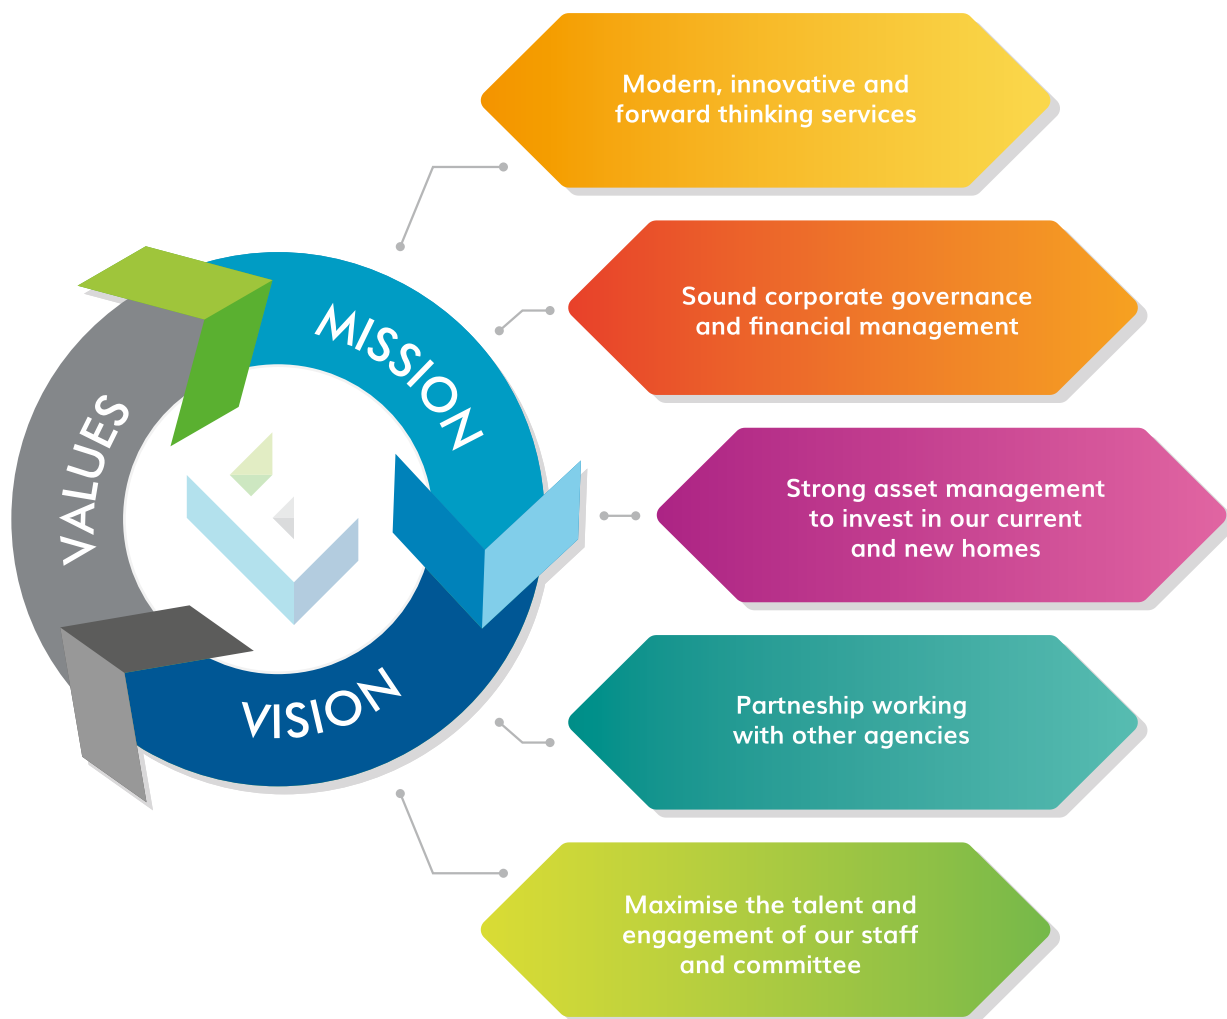 Modern, innovative and
forward thinking services
Sound corporate governance
and financial management
MISSION
VALUES
Strong asset management
to invest in our current
and new homes
VISION
Partneship working
with other agencies
Maximise the talent and
engagement of our staff
and committee